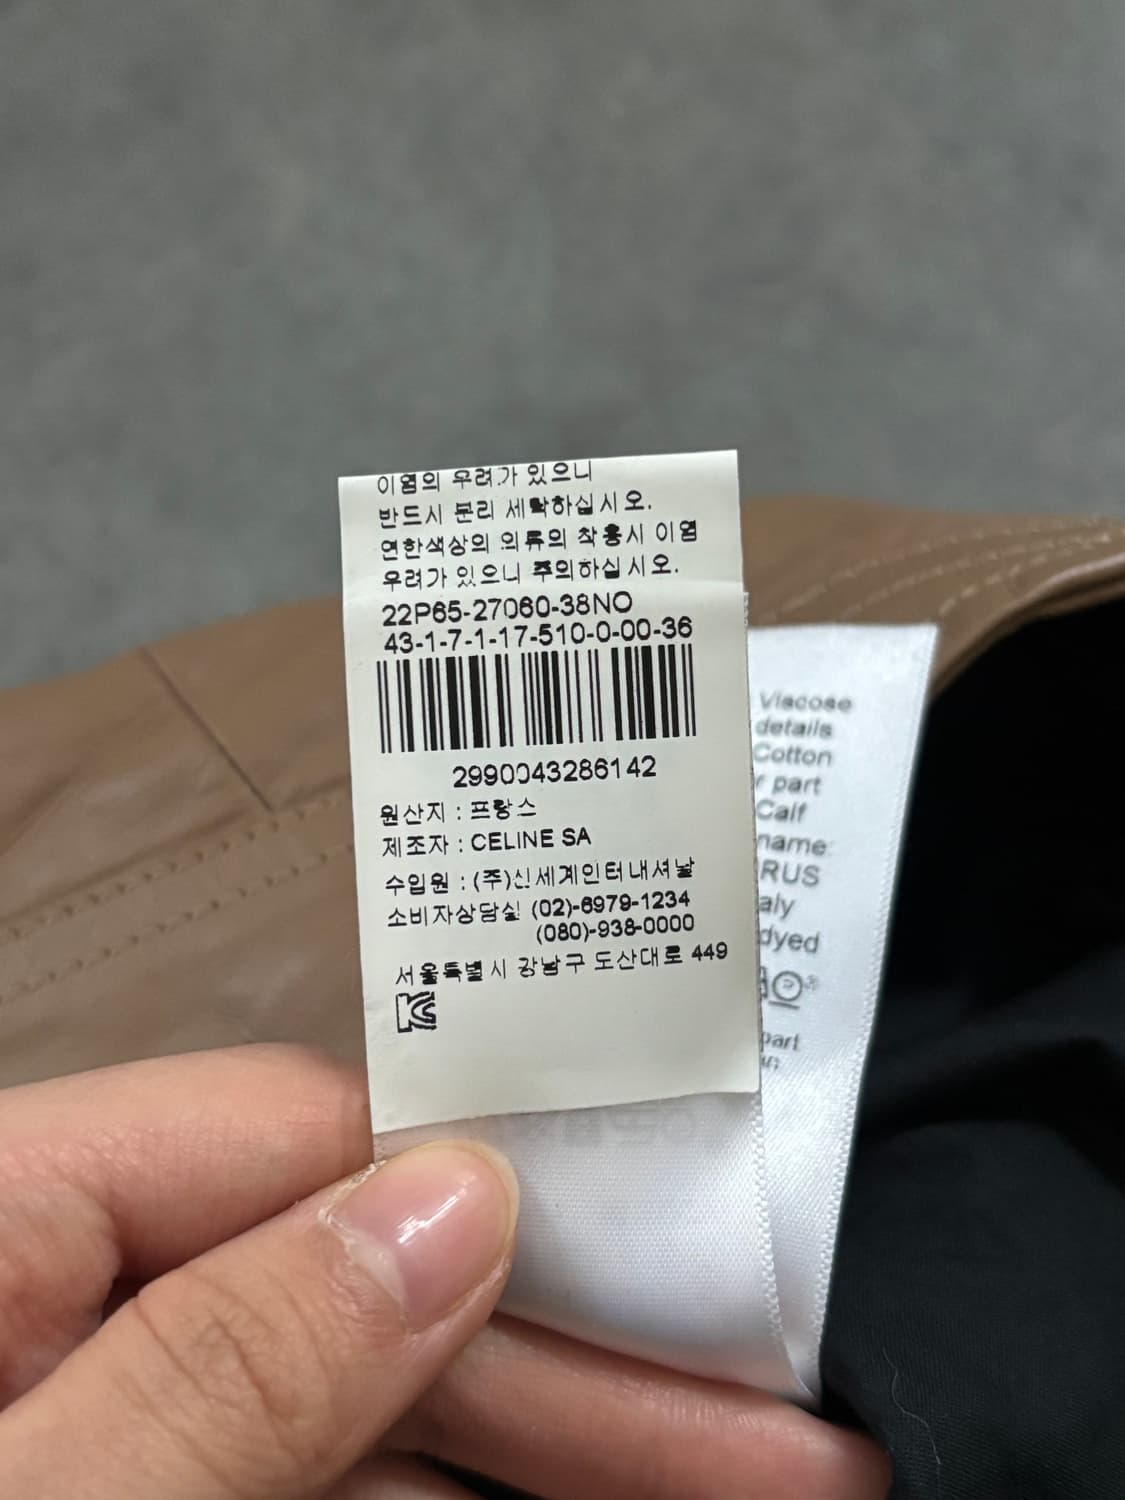 이염의 우려가 있으니
반드시 분리 세탁하십시오.
연한색상의 의류의 착용시 이염
우려가 있으니 주의하십시오.
22P65-27060-38NO
43-1-7-1-17-510-0-00-36
2990043286142
원산지 : 프랑스
제조자 : CELINE SA
수입원 : (주)신세계인터내셔날
소비자상담실 (02)-6979-1234
(080)-938-0000
서울특별시 강남구 도산대로 449
Viscose
details
Cotton
part
Calf
name:
RUS
dyed
part